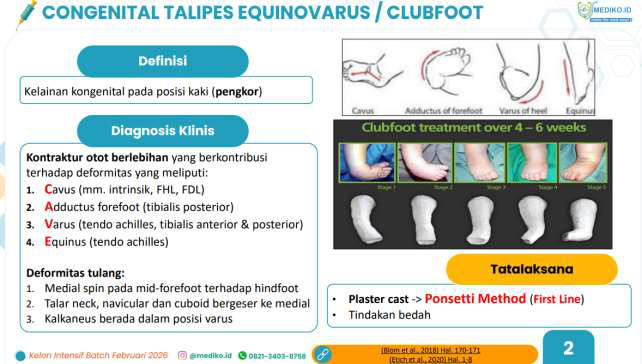 CONGENITAL TALIPES EQUINOVARUS / CLUBFOOT
MEDIKO.ID
Definisi
Kelainan kongenital pada posisi kaki (pengkor)
Diagnosis Klinis
Kontraktur otot berlebihan yang berkontribusi
terhadap deformitas yang meliputi:
1. Cavus (mm. intrinsik, FHL, FDL)
2. Adductus forefoot (tibialis posterior)
3. Varus (tendo achilles, tibialis anterior & posterior)
4. Equinus (tendo achilles)
Deformitas tulang:
1. Medial spin pada mid-forefoot terhadap hindfoot
2. Talar neck, navicular dan cuboid bergeser ke medial
3. Kalkaneus berada dalam posisi varus
Cavus
Adductus of forefoot
Varus of heel
Equinus
Clubfoot treatment over 4 – 6 weeks
Stage 1
Stage 2
Stage 3
Stage 4
Stage 5
Tatalaksana
• Plaster cast -> Ponsetti Method (First Line)
• Tindakan bedah
Kelon Intensif Batch Februari 2026
@mediko.id
0821-3403-8758
(Blom et al., 2018) Hal. 170-171
(Etich et al., 2020) Hal. 1-8
2